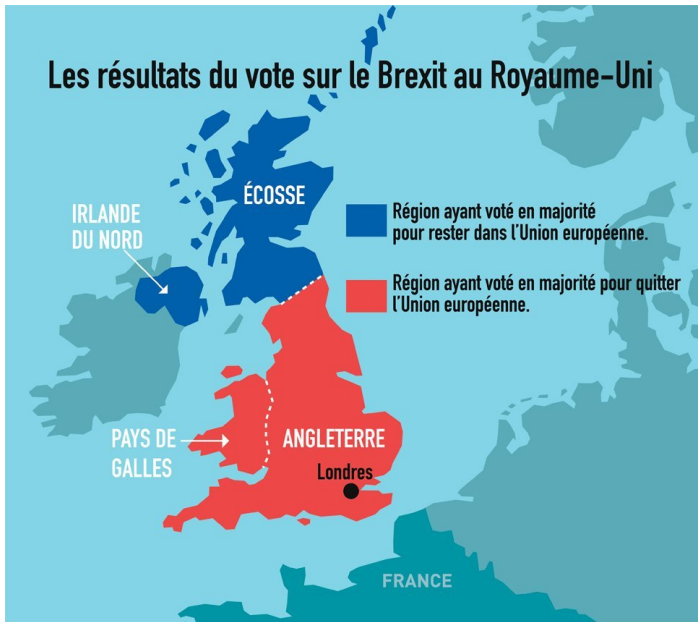 Les résultats du vote sur le Brexit au Royaume-Uni
ÉCOSSE
IRLANDE
DU NORD
Région ayant voté en majorité
pour rester dans l'Union européenne.
Région ayant voté en majorité pour quitter
l'Union européenne.
PAYS DE
GALLES
ANGLETERRE
Londres
FRANCE